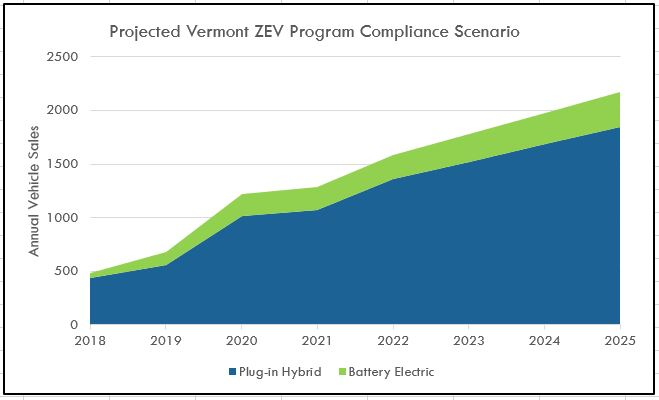 Projected Vermont ZEV Program Compliance Scenario
Annual Vehicle Sales
2500
2000
1500
1000
500
0
2018 2019 2020 2021 2022 2023 2024 2025
Plug-in Hybrid Battery Electric